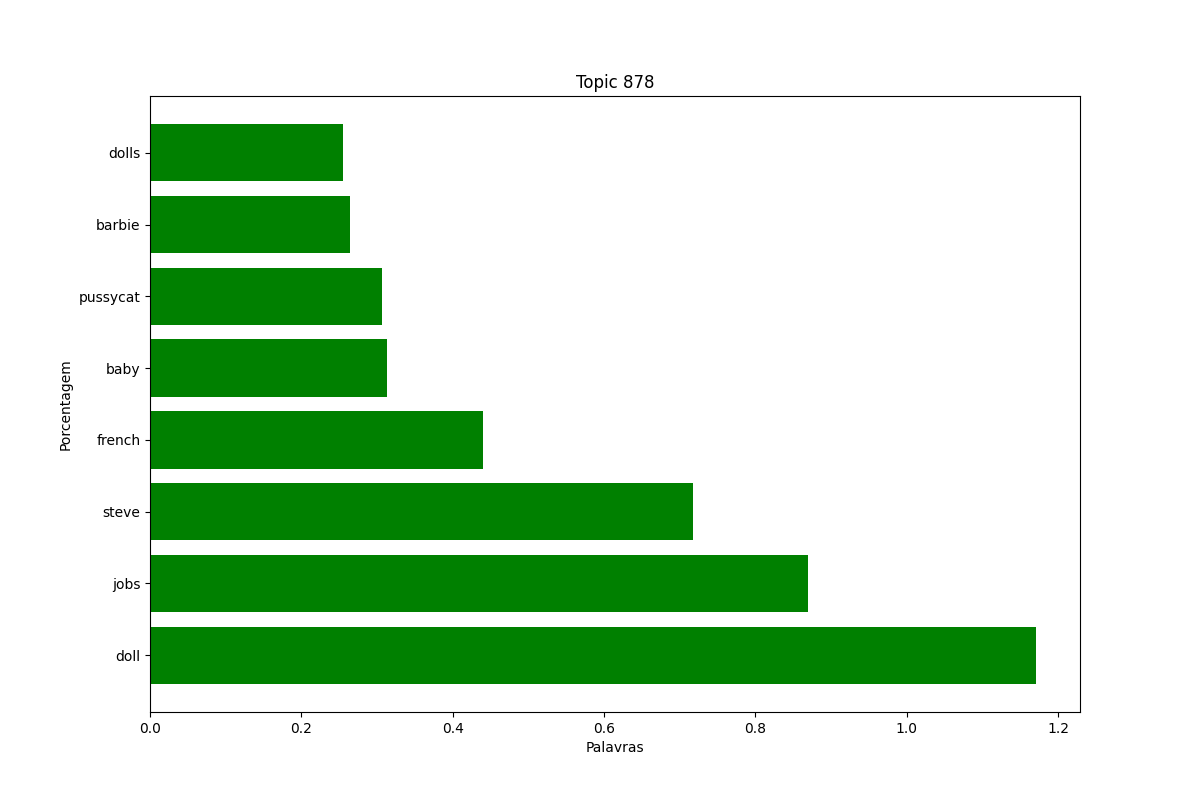 Topic 878
dolls
barbie
pussycat
baby
french
steve
jobs
doll
Porcentagem
0.0 0.2 0.4 0.6 0.8 1.0 1.2
Palavras